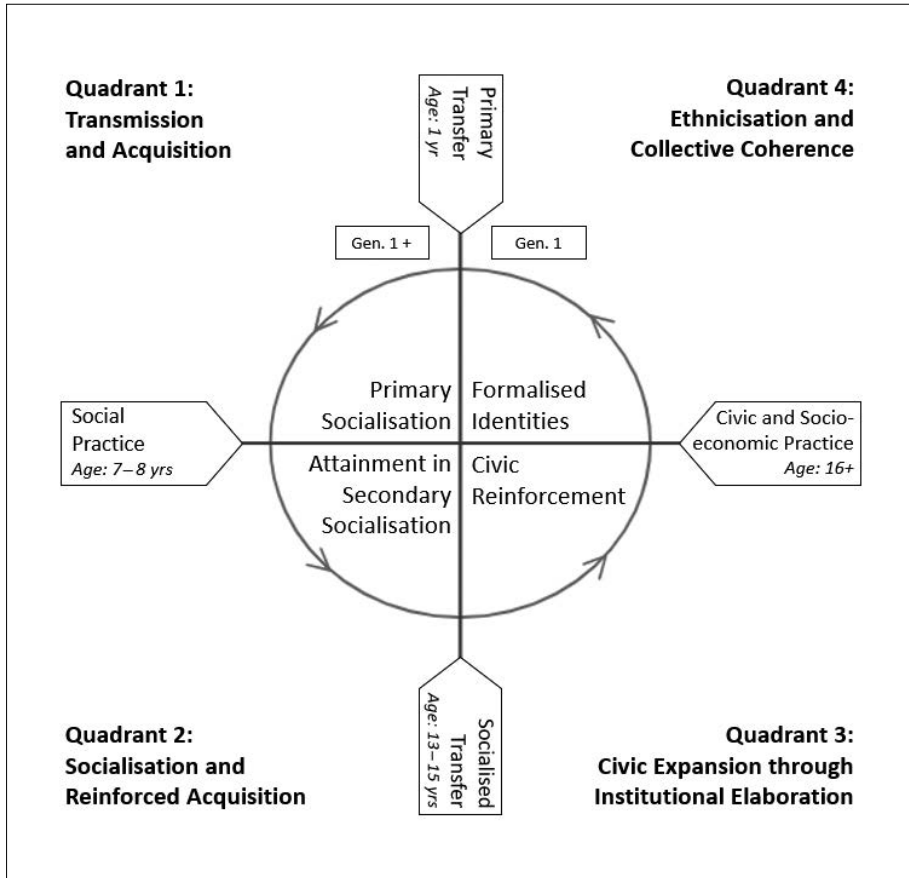 Quadrant 1:
Transmission
and Acquisition
Primary
Transfer
Age: 1 yr
Quadrant 4:
Ethnicisation and
Collective Coherence
Gen. 1 +
Gen. 1
Primary
Socialisation
Formalised
Identities
Social
Practice
Age: 7–8 yrs
Civic and Socio-
economic Practice
Age: 16+
Attainment in
Secondary
Socialisation
Civic
Reinforcement
Quadrant 2:
Socialisation and
Reinforced Acquisition
Socialised
Transfer
Age: 13–15 yrs
Quadrant 3:
Civic Expansion through
Institutional Elaboration